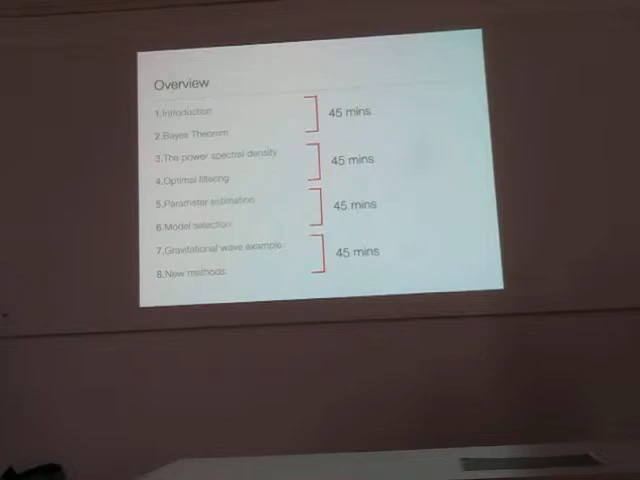 Overview
1.Introduction
2.Bayes Theorem
45 mins
3.The power spectral density
4.Optimal filtering
45 mins
5.Parameter estimation
6.Model selection
45 mins
7.Gravitational wave example
8.New methods
45 mins